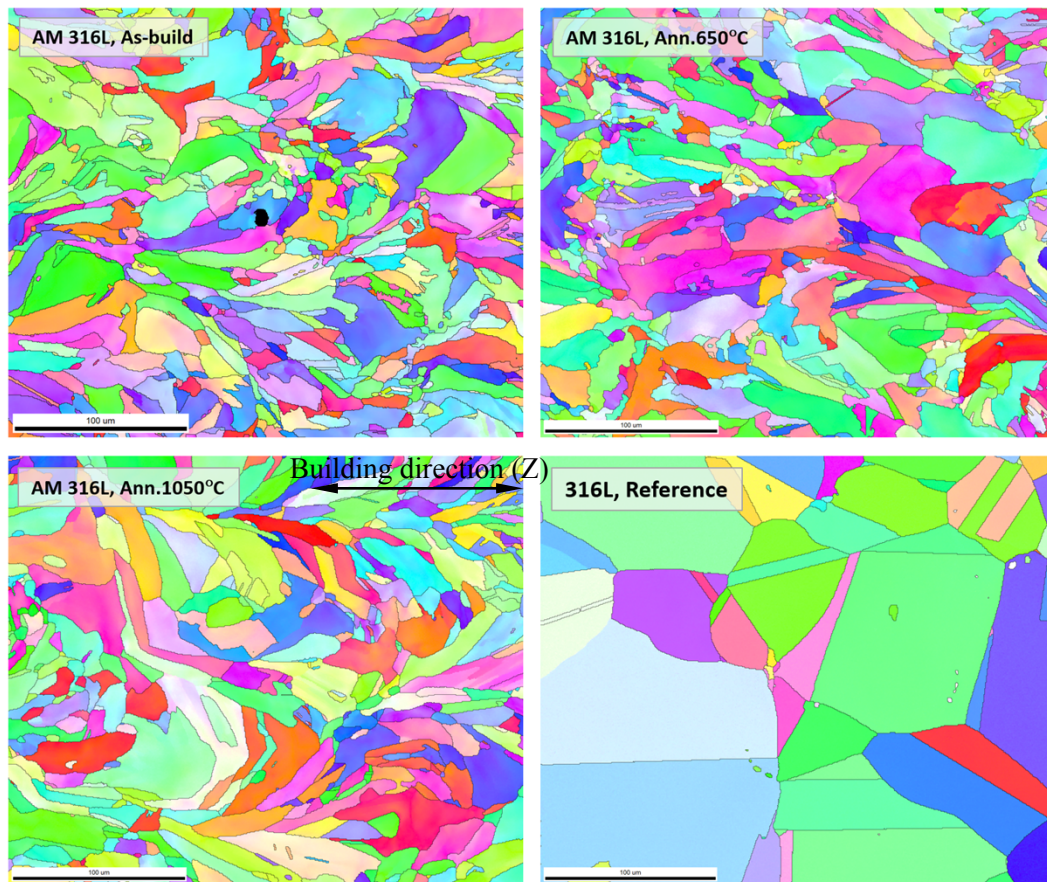 AM 316L, As-build
AM 316L, Ann.650°C
100 um
100 um
AM 316L, Ann.1050°C
Building direction (Z)
316L, Reference
100 um
100 um